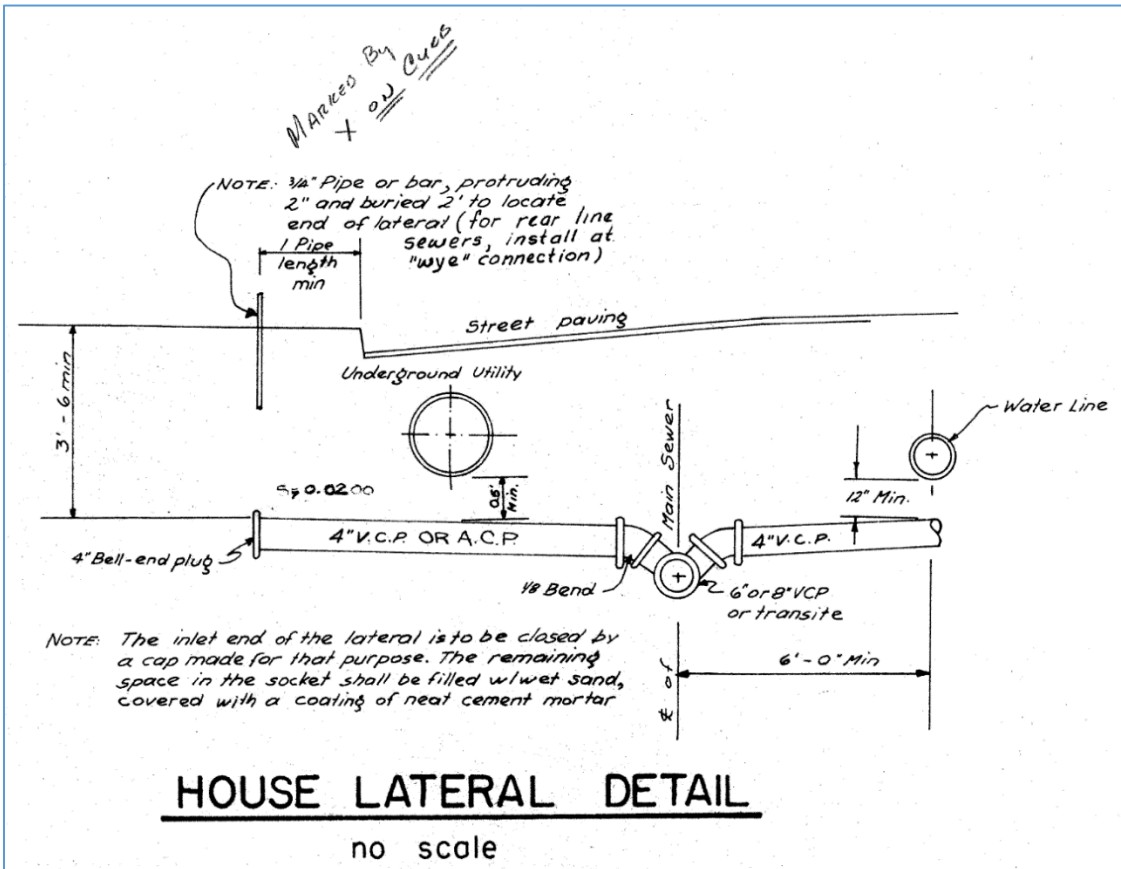 MARKED By
X ON CURB
NOTE: 3/4" Pipe or bar, protruding
2" and buried 2' to locate
end of lateral (for rear line
sewers, install at
"wye" connection)
1 Pipe
length
min
Street paving
Underground Utility
3'-6 min
Main Sewer
Water Line
S= 0.0200
0.5'
Min.
12" Min.
4" V.C.P. OR A.C.P.
4" V.C.P.
4" Bell-end plug
1/8 Bend
6" or 8" VCP
or transite
NOTE: The inlet end of the lateral is to be closed by
a cap made for that purpose. The remaining
space in the socket shall be filled w/wet sand,
covered with a coating of neat cement mortar
6'-0" Min
℄ of
HOUSE LATERAL DETAIL
no scale